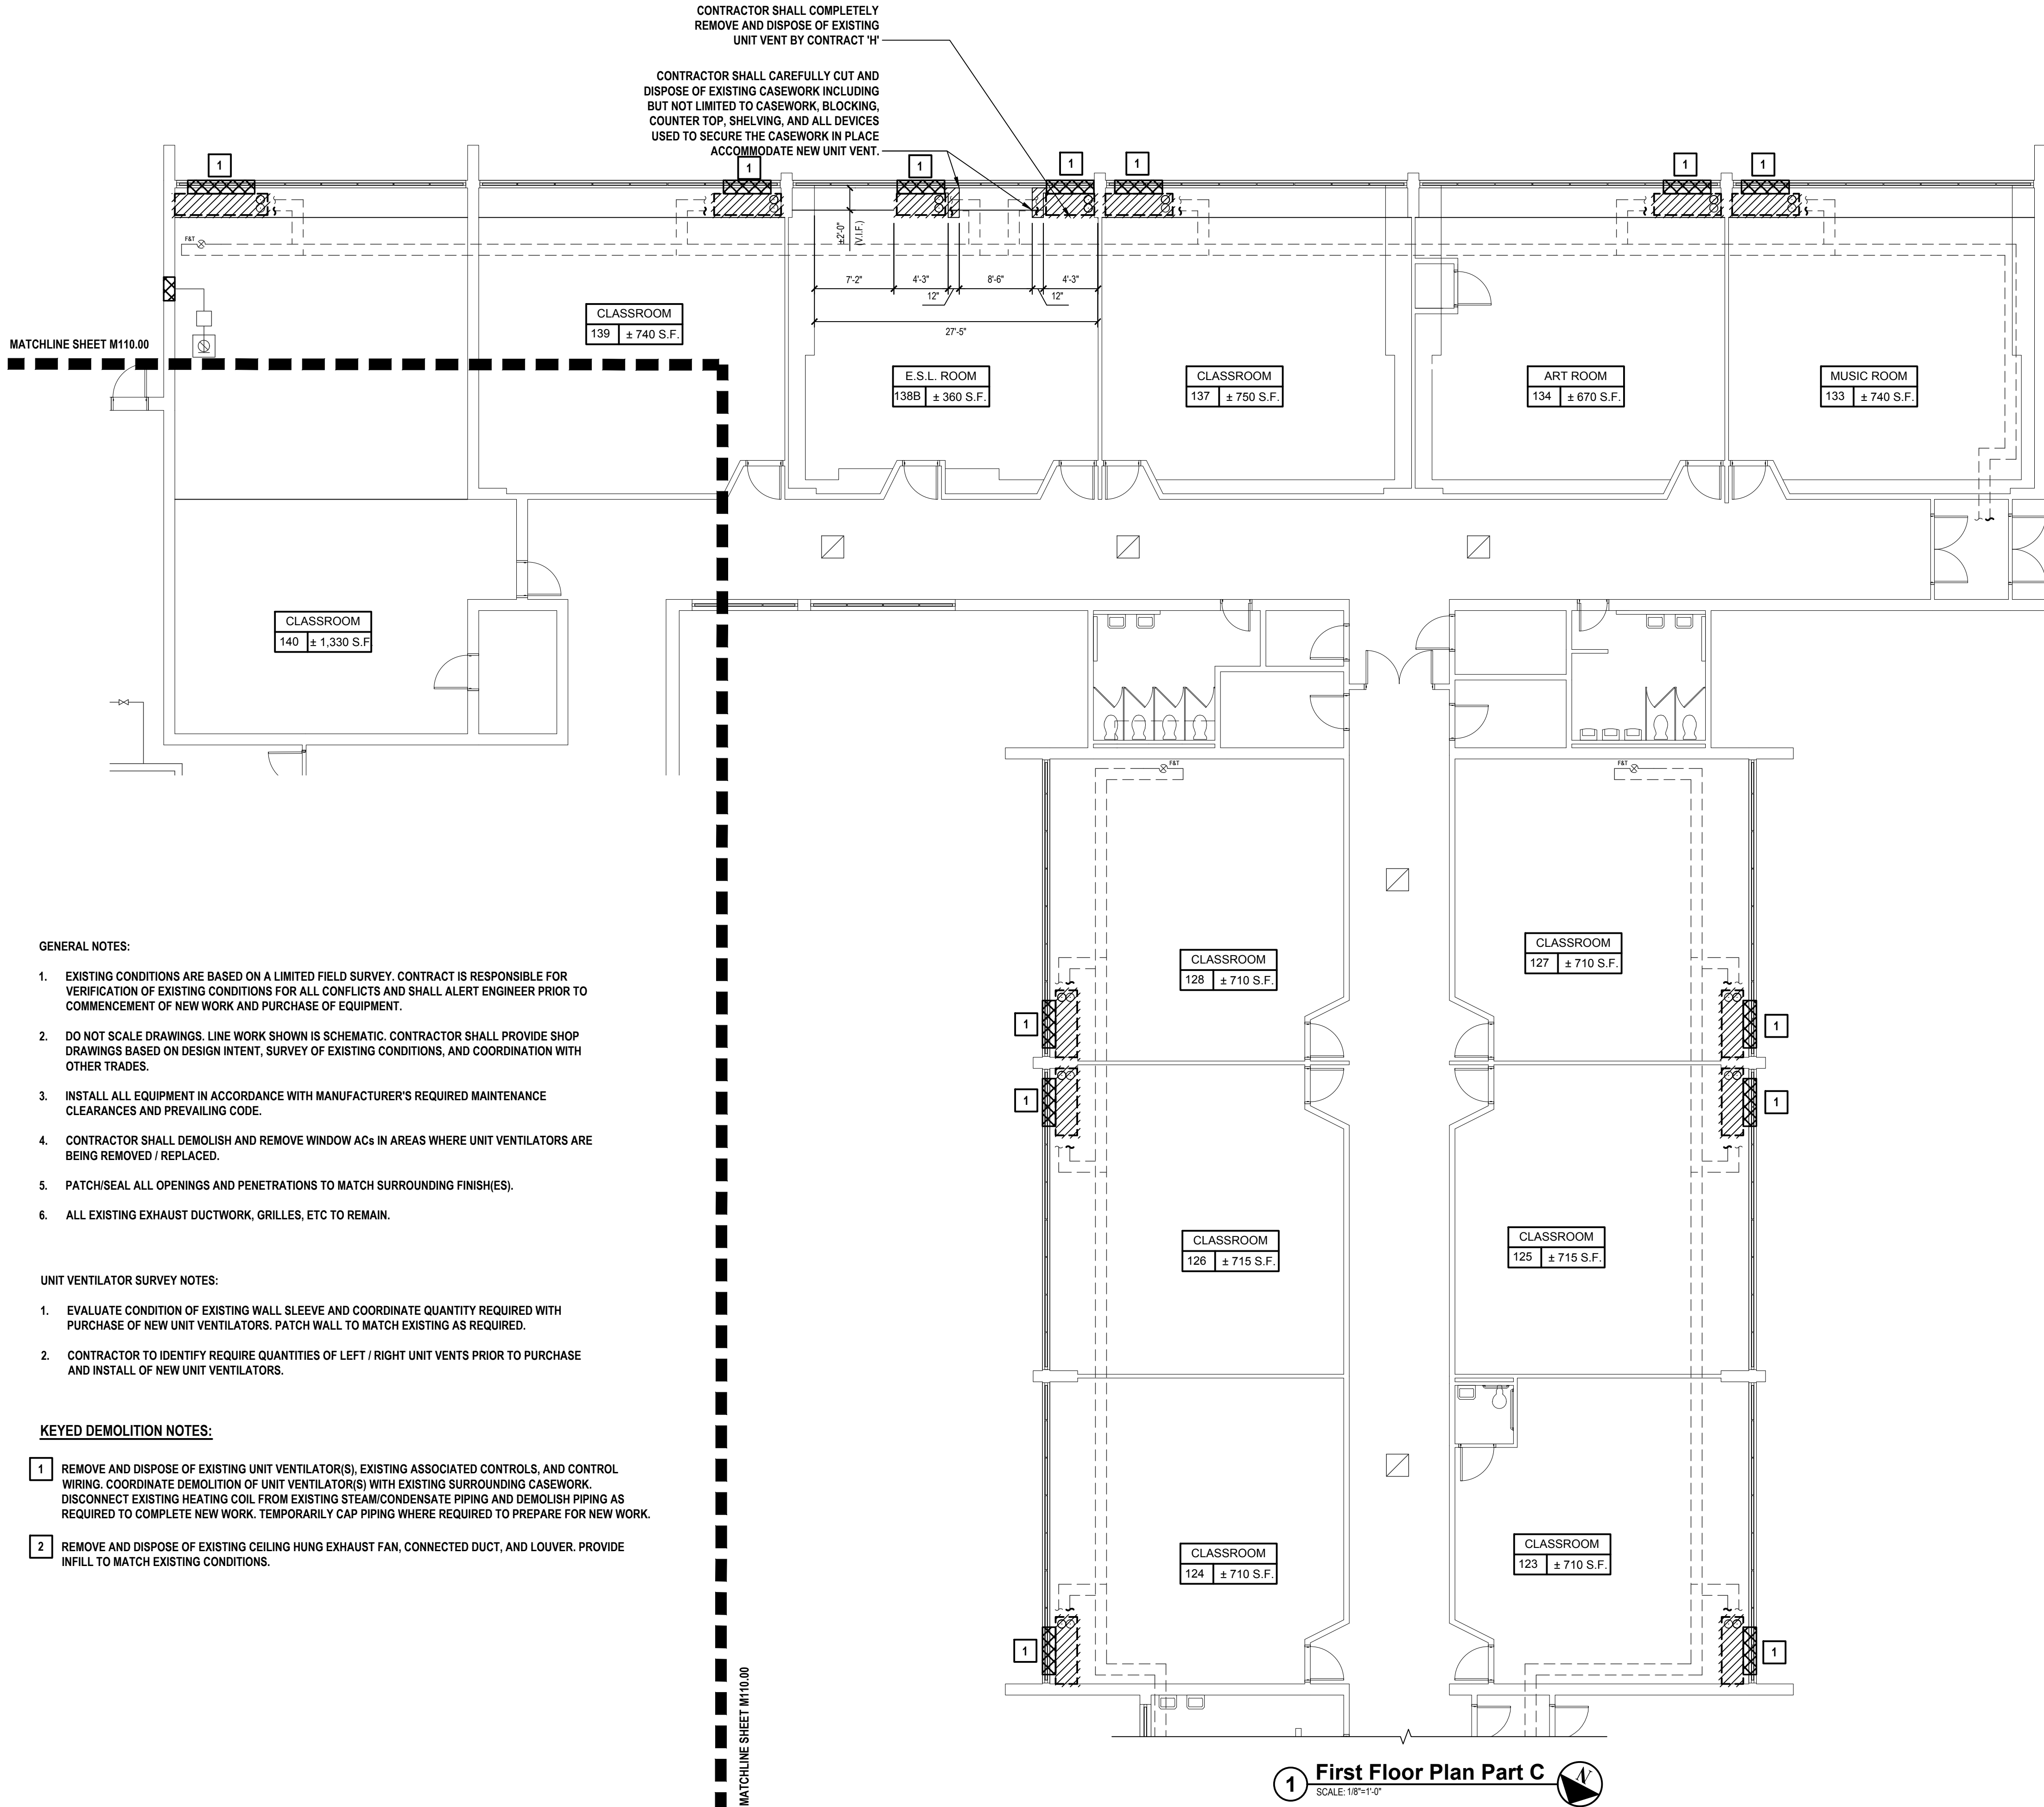 CONTRACTOR SHALL COMPLETELY
REMOVE AND DISPOSE OF EXISTING
UNIT VENT BY CONTRACT 'H'
CONTRACTOR SHALL CAREFULLY CUT AND
DISPOSE OF EXISTING CASEWORK INCLUDING
BUT NOT LIMITED TO CASEWORK, BLOCKING,
COUNTER TOP, SHELVING, AND ALL DEVICES
USED TO SECURE THE CASEWORK IN PLACE
ACCOMMODATE NEW UNIT VENT.
1
1
1
1
1
1
1
F&T
±2'-0"
(V.I.F.)
7'-2"
4'-3"
8'-6"
4'-3"
12"
12"
27'-5"
CLASSROOM
139 ± 740 S.F.
MATCHLINE SHEET M110.00
E.S.L. ROOM
138B ± 360 S.F.
CLASSROOM
137 ± 750 S.F.
ART ROOM
134 ± 670 S.F.
MUSIC ROOM
133 ± 740 S.F.
CLASSROOM
140 ± 1,330 S.F
F&T
F&T
CLASSROOM
128 ± 710 S.F.
CLASSROOM
127 ± 710 S.F.
1
1
1
1
CLASSROOM
126 ± 715 S.F.
CLASSROOM
125 ± 715 S.F.
CLASSROOM
124 ± 710 S.F.
CLASSROOM
123 ± 710 S.F.
1
1
GENERAL NOTES:
1. EXISTING CONDITIONS ARE BASED ON A LIMITED FIELD SURVEY. CONTRACT IS RESPONSIBLE FOR
VERIFICATION OF EXISTING CONDITIONS FOR ALL CONFLICTS AND SHALL ALERT ENGINEER PRIOR TO
COMMENCEMENT OF NEW WORK AND PURCHASE OF EQUIPMENT.
2. DO NOT SCALE DRAWINGS. LINE WORK SHOWN IS SCHEMATIC. CONTRACTOR SHALL PROVIDE SHOP
DRAWINGS BASED ON DESIGN INTENT, SURVEY OF EXISTING CONDITIONS, AND COORDINATION WITH
OTHER TRADES.
3. INSTALL ALL EQUIPMENT IN ACCORDANCE WITH MANUFACTURER'S REQUIRED MAINTENANCE
CLEARANCES AND PREVAILING CODE.
4. CONTRACTOR SHALL DEMOLISH AND REMOVE WINDOW ACs IN AREAS WHERE UNIT VENTILATORS ARE
BEING REMOVED / REPLACED.
5. PATCH/SEAL ALL OPENINGS AND PENETRATIONS TO MATCH SURROUNDING FINISH(ES).
6. ALL EXISTING EXHAUST DUCTWORK, GRILLES, ETC TO REMAIN.
UNIT VENTILATOR SURVEY NOTES:
1. EVALUATE CONDITION OF EXISTING WALL SLEEVE AND COORDINATE QUANTITY REQUIRED WITH
PURCHASE OF NEW UNIT VENTILATORS. PATCH WALL TO MATCH EXISTING AS REQUIRED.
2. CONTRACTOR TO IDENTIFY REQUIRE QUANTITIES OF LEFT / RIGHT UNIT VENTS PRIOR TO PURCHASE
AND INSTALL OF NEW UNIT VENTILATORS.
KEYED DEMOLITION NOTES:
1 REMOVE AND DISPOSE OF EXISTING UNIT VENTILATOR(S), EXISTING ASSOCIATED CONTROLS, AND CONTROL
WIRING. COORDINATE DEMOLITION OF UNIT VENTILATOR(S) WITH EXISTING SURROUNDING CASEWORK.
DISCONNECT EXISTING HEATING COIL FROM EXISTING STEAM/CONDENSATE PIPING AND DEMOLISH PIPING AS
REQUIRED TO COMPLETE NEW WORK. TEMPORARILY CAP PIPING WHERE REQUIRED TO PREPARE FOR NEW WORK.
2 REMOVE AND DISPOSE OF EXISTING CEILING HUNG EXHAUST FAN, CONNECTED DUCT, AND LOUVER. PROVIDE
INFILL TO MATCH EXISTING CONDITIONS.
MATCHLINE SHEET M110.00
1 First Floor Plan Part C
SCALE: 1/8"=1'-0"
N